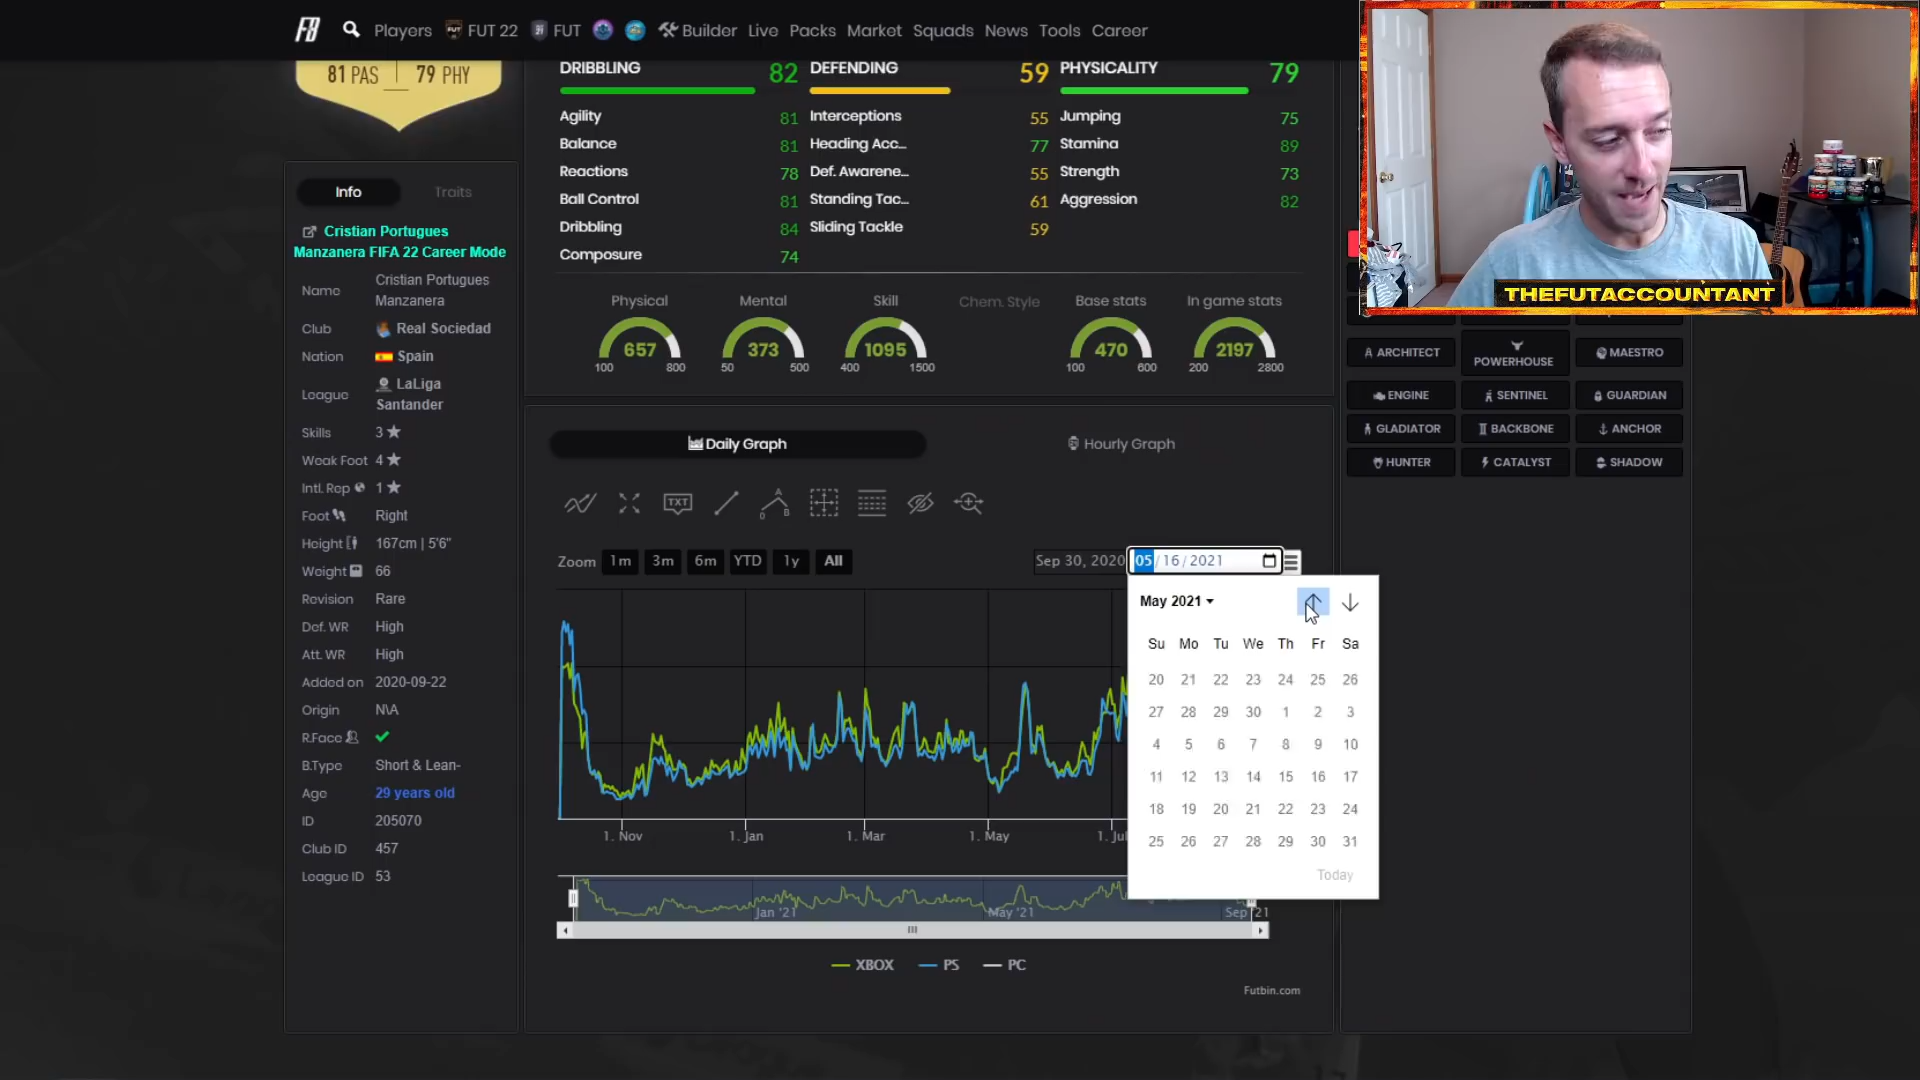 F8 Players FUT 22 FUT Builder Live Packs Market Squads News Tools Career
81 PAS 79 PHY
DRIBBLING 82 DEFENDING 59 PHYSICALITY 79
Agility 81 Interceptions 55 Jumping 75
Balance 81 Heading Acc... 77 Stamina 89
Reactions 78 Def. Awarene... 55 Strength 73
Ball Control 81 Standing Tac... 61 Aggression 82
Dribbling 84 Sliding Tackle 59
Composure 74
THEFUTACCOUNTANT
Info Traits
Cristian Portugues
Manzanera FIFA 22 Career Mode
Name Cristian Portugues
Manzanera
Club Real Sociedad
Nation Spain
League LaLiga
Santander
Skills 3
Weak Foot 4
Intl. Rep 1
Foot Right
Height 167cm | 5'6"
Weight 66
Revision Rare
Def. WR High
Att. WR High
Added on 2020-09-22
Origin N\A
R.Face
B.Type Short & Lean-
Age 29 years old
ID 205070
Club ID 457
League ID 53
Physical Mental Skill Chem. Style Base stats In game stats
657 373 1095 470 2197
100 800 50 500 400 1500 100 600 200 2800
ARCHITECT POWERHOUSE MAESTRO
ENGINE SENTINEL GUARDIAN
GLADIATOR BACKBONE ANCHOR
HUNTER CATALYST SHADOW
Daily Graph Hourly Graph
TXT
A
0 B
Zoom 1m 3m 6m YTD 1y All Sep 30, 2020 05/16/2021
May 2021
Su Mo Tu We Th Fr Sa
20 21 22 23 24 25 26
27 28 29 30 1 2 3
4 5 6 7 8 9 10
11 12 13 14 15 16 17
18 19 20 21 22 23 24
25 26 27 28 29 30 31
Today
1. Nov 1. Jan 1. Mar 1. May 1. Jul
Jan '21 May '21 Sep '21
XBOX PS PC
Futbin.com